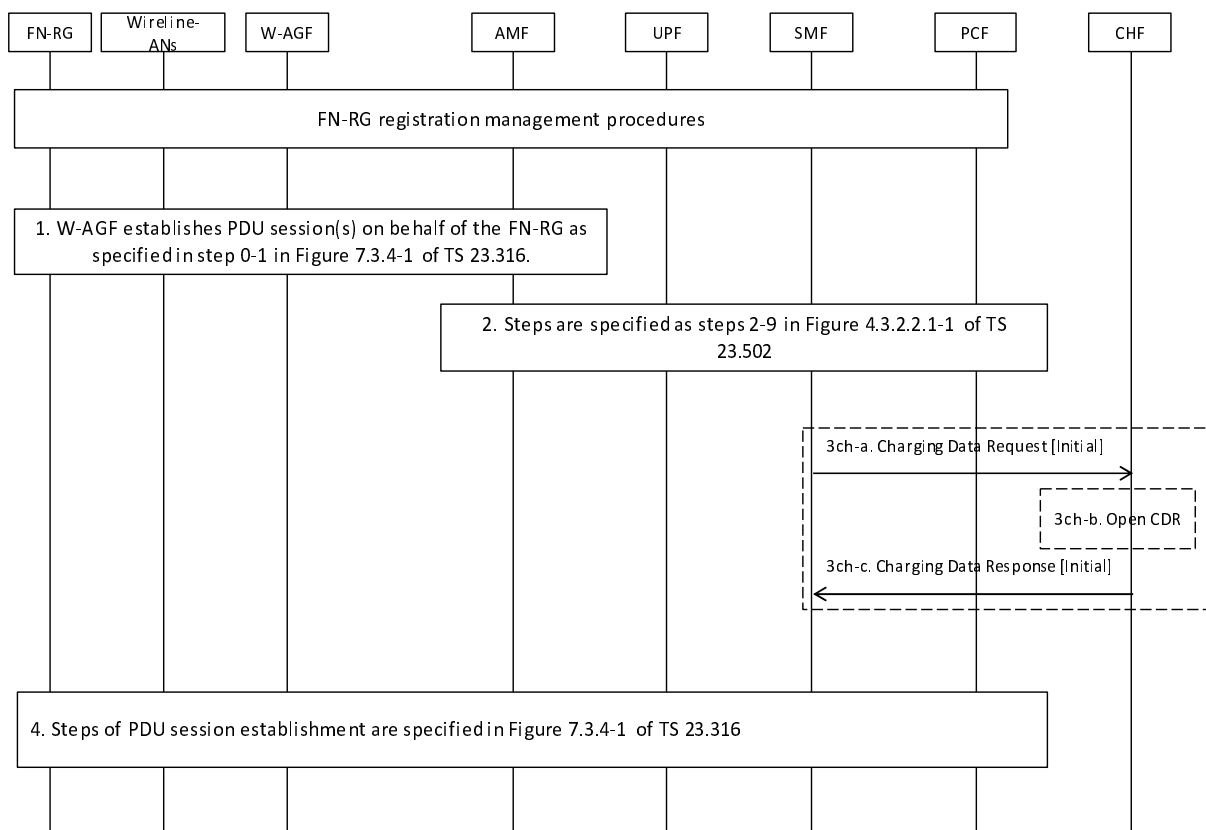 FN-RG
Wireline-
ANs
W-AGF
AMF
UPF
SMF
PCF
CHF
FN-RG registration management procedures
1. W-AGF establishes PDU session(s) on behalf of the FN-RG as
specified in step 0-1 in Figure 7.3.4-1 of TS 23.316.
2. Steps are specified as steps 2-9 in Figure 4.3.2.2.1-1 of TS
23.502
3ch-a. Charging Data Request [Initial]
3ch-b. Open CDR
3ch-c. Charging Data Response [Initial]
4. Steps of PDU session establishment are specified in Figure 7.3.4-1 of TS 23.316